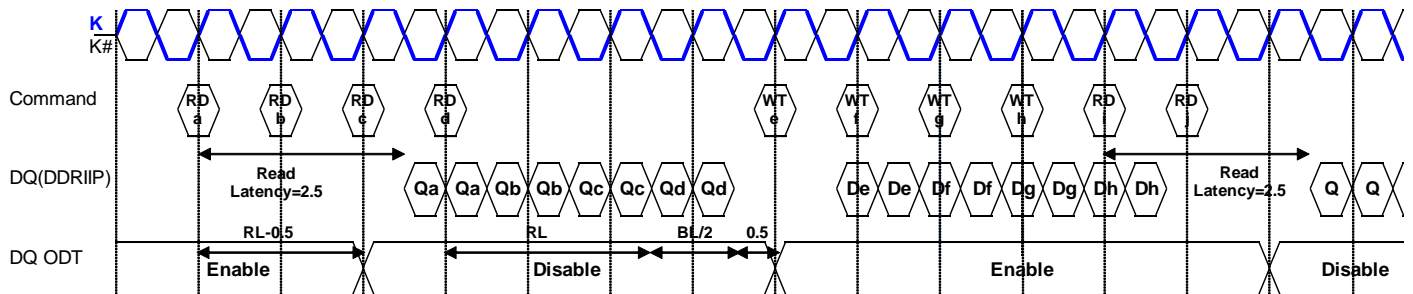 K
K#
Command RD a RD b RD c RD d WT e WT f WT g WT h RD i RD j
DQ(DDRIIP) Read Latency=2.5 Qa Qa Qb Qb Qc Qc Qd Qd De De Df Df Dg Dg Dh Dh Read Latency=2.5 Q Q
RL-0.5 RL BL/2 0.5
DQ ODT Enable Disable Enable Disable